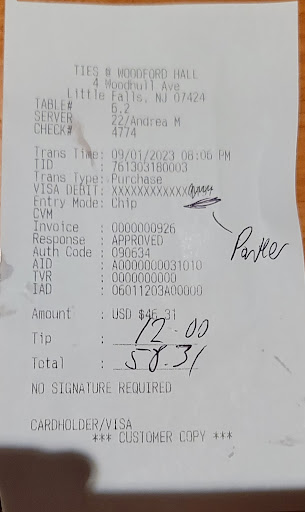 TIES @ WOODFORD HALL
4 Woodhull Ave
Little Falls, NJ 07424
TABLE# 6.2
SERVER 22/Andrea M
CHECK# 4774
Trans Time: 09/01/2023 08:06 PM
TID : 761303180003
Trans Type: Purchase
VISA DEBIT: XXXXXXXXXXXX
Entry Mode: Chip
CVM
Invoice : 0000000926
Response : APPROVED
Auth Code : 090634
AID : A0000000031010
TVR : 0000000000
IAD : 06011203A00000
Parker
Amount : USD $46.31
Tip : 12.00
Total : 58.31
NO SIGNATURE REQUIRED
CARDHOLDER/VISA
*** CUSTOMER COPY ***